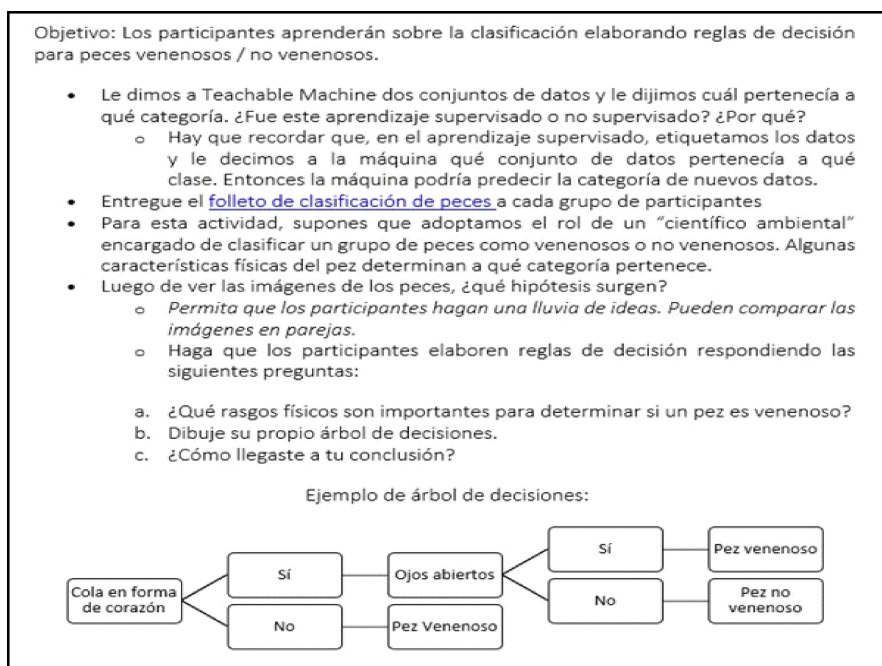 Objetivo: Los participantes aprenderán sobre la clasificación elaborando reglas de decisión
para peces venenosos / no venenosos.
• Le dimos a Teachable Machine dos conjuntos de datos y le dijimos cuál pertenecía a
qué categoría. ¿Fue este aprendizaje supervisado o no supervisado? ¿Por qué?
o Hay que recordar que, en el aprendizaje supervisado, etiquetamos los datos
y le decimos a la máquina qué conjunto de datos pertenecía a qué
clase. Entonces la máquina podría predecir la categoría de nuevos datos.
• Entregue el folleto de clasificación de peces a cada grupo de participantes
• Para esta actividad, supones que adoptamos el rol de un “científico ambiental”
encargado de clasificar un grupo de peces como venenosos o no venenosos. Algunas
características físicas del pez determinan a qué categoría pertenece.
• Luego de ver las imágenes de los peces, ¿qué hipótesis surgen?
o Permita que los participantes hagan una lluvia de ideas. Pueden comparar las
imágenes en parejas.
o Haga que los participantes elaboren reglas de decisión respondiendo las
siguientes preguntas:
a. ¿Qué rasgos físicos son importantes para determinar si un pez es venenoso?
b. Dibuje su propio árbol de decisiones.
c. ¿Cómo llegaste a tu conclusión?
Ejemplo de árbol de decisiones:
Cola en forma
de corazón
Sí
Ojos abiertos
Sí
Pez venenoso
No
Pez no
venenoso
No
Pez Venenoso